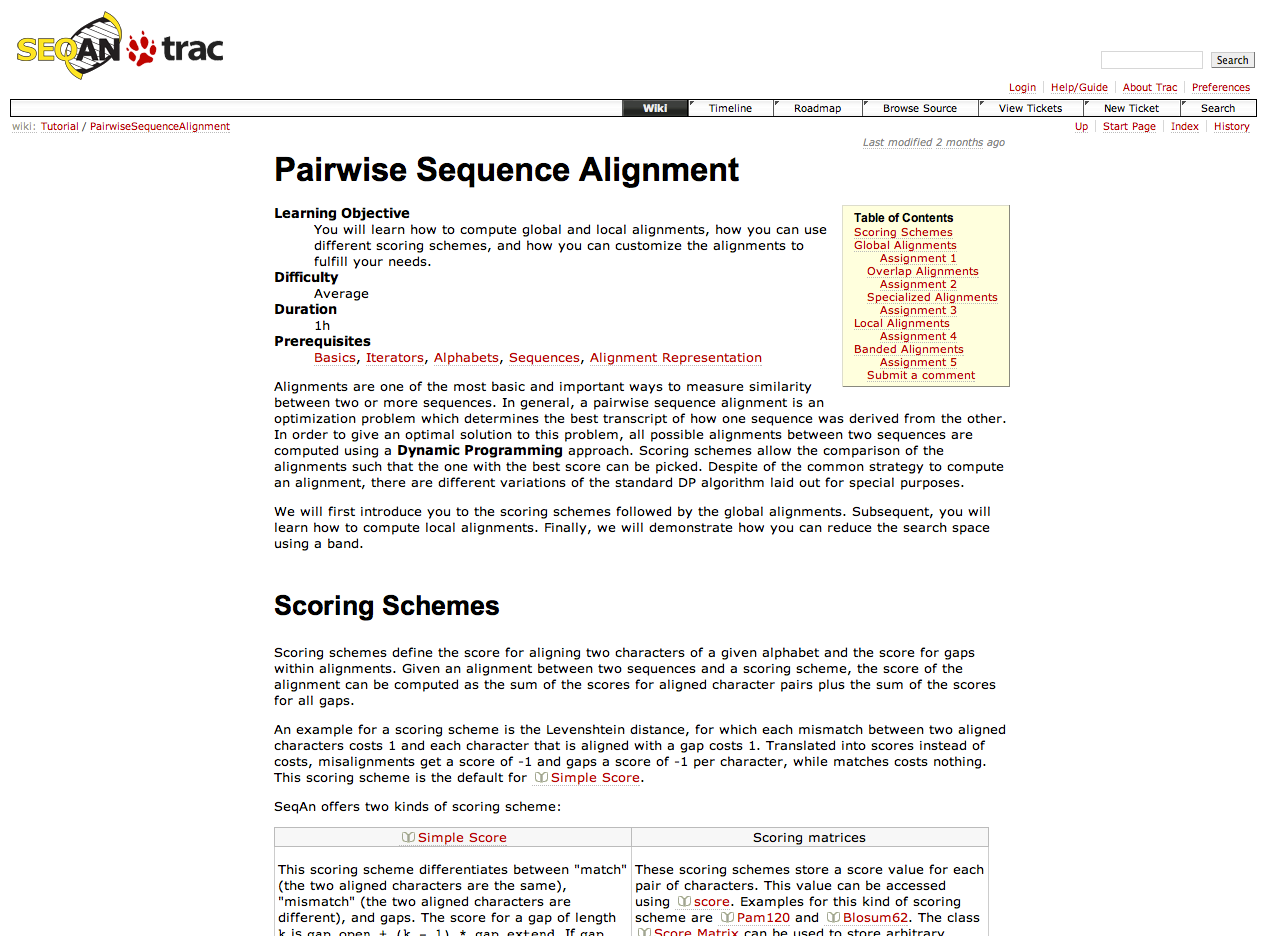 SEQAN trac
Search
Login Help/Guide About Trac Preferences
Wiki Timeline Roadmap Browse Source View Tickets New Ticket Search
wiki: Tutorial / PairwiseSequenceAlignment
Up Start Page Index History
Last modified 2 months ago
Pairwise Sequence Alignment
Learning Objective
You will learn how to compute global and local alignments, how you can use
different scoring schemes, and how you can customize the alignments to
fulfill your needs.
Difficulty
Average
Duration
1h
Prerequisites
Basics, Iterators, Alphabets, Sequences, Alignment Representation
Table of Contents
Scoring Schemes
Global Alignments
Assignment 1
Overlap Alignments
Assignment 2
Specialized Alignments
Assignment 3
Local Alignments
Assignment 4
Banded Alignments
Assignment 5
Submit a comment
Alignments are one of the most basic and important ways to measure similarity
between two or more sequences. In general, a pairwise sequence alignment is an
optimization problem which determines the best transcript of how one sequence was derived from the other.
In order to give an optimal solution to this problem, all possible alignments between two sequences are
computed using a Dynamic Programming approach. Scoring schemes allow the comparison of the
alignments such that the one with the best score can be picked. Despite of the common strategy to compute
an alignment, there are different variations of the standard DP algorithm laid out for special purposes.
We will first introduce you to the scoring schemes followed by the global alignments. Subsequent, you will
learn how to compute local alignments. Finally, we will demonstrate how you can reduce the search space
using a band.
Scoring Schemes
Scoring schemes define the score for aligning two characters of a given alphabet and the score for gaps
within alignments. Given an alignment between two sequences and a scoring scheme, the score of the
alignment can be computed as the sum of the scores for aligned character pairs plus the sum of the scores
for all gaps.
An example for a scoring scheme is the Levenshtein distance, for which each mismatch between two aligned
characters costs 1 and each character that is aligned with a gap costs 1. Translated into scores instead of
costs, misalignments get a score of -1 and gaps a score of -1 per character, while matches costs nothing.
This scoring scheme is the default for Simple Score.
SeqAn offers two kinds of scoring scheme:
Simple Score
This scoring scheme differentiates between "match"
(the two aligned characters are the same),
"mismatch" (the two aligned characters are
different), and gaps. The score for a gap of length
k is gap_open + (k - 1) * gap_extend. If gap
Scoring matrices
These scoring schemes store a score value for each
pair of characters. This value can be accessed
using score. Examples for this kind of scoring
scheme are Pam120 and Blosum62. The class
Score Matrix can be used to store arbitrary